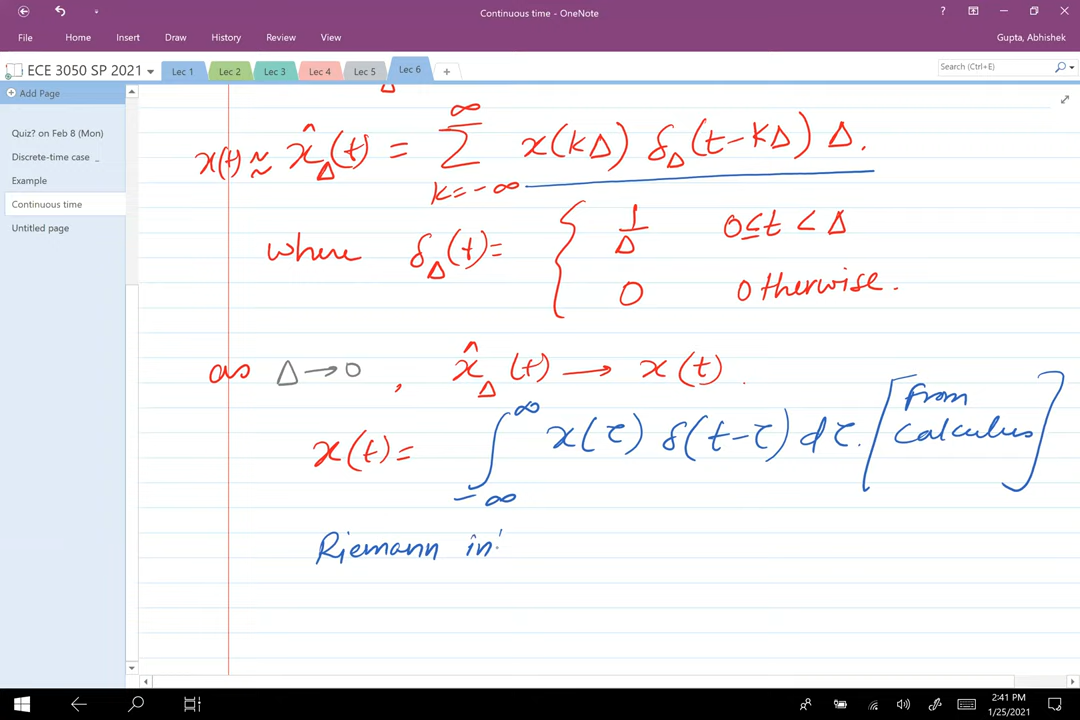 Continuous time - OneNote
?
File Home Insert Draw History Review View Gupta, Abhishek
ECE 3050 SP 2021 Lec 1 Lec 2 Lec 3 Lec 4 Lec 5 Lec 6 + Search (Ctrl+E)
Add Page
Quiz? on Feb 8 (Mon)
Discrete-time case _
Example
Continuous time
Untitled page
Δ
x(t) ≈ x̂_Δ(t) = ∑_{k=-∞}^{∞} x(kΔ) δ_Δ(t-kΔ) Δ.
where δ_Δ(t) = { 1/Δ 0≤t<Δ
0 otherwise.
as Δ→0, x̂_Δ(t) → x(t).
x(t) = ∫_{-∞}^{∞} x(τ) δ(t-τ) dτ. [From calculus]
Riemann in
2:41 PM
1/25/2021